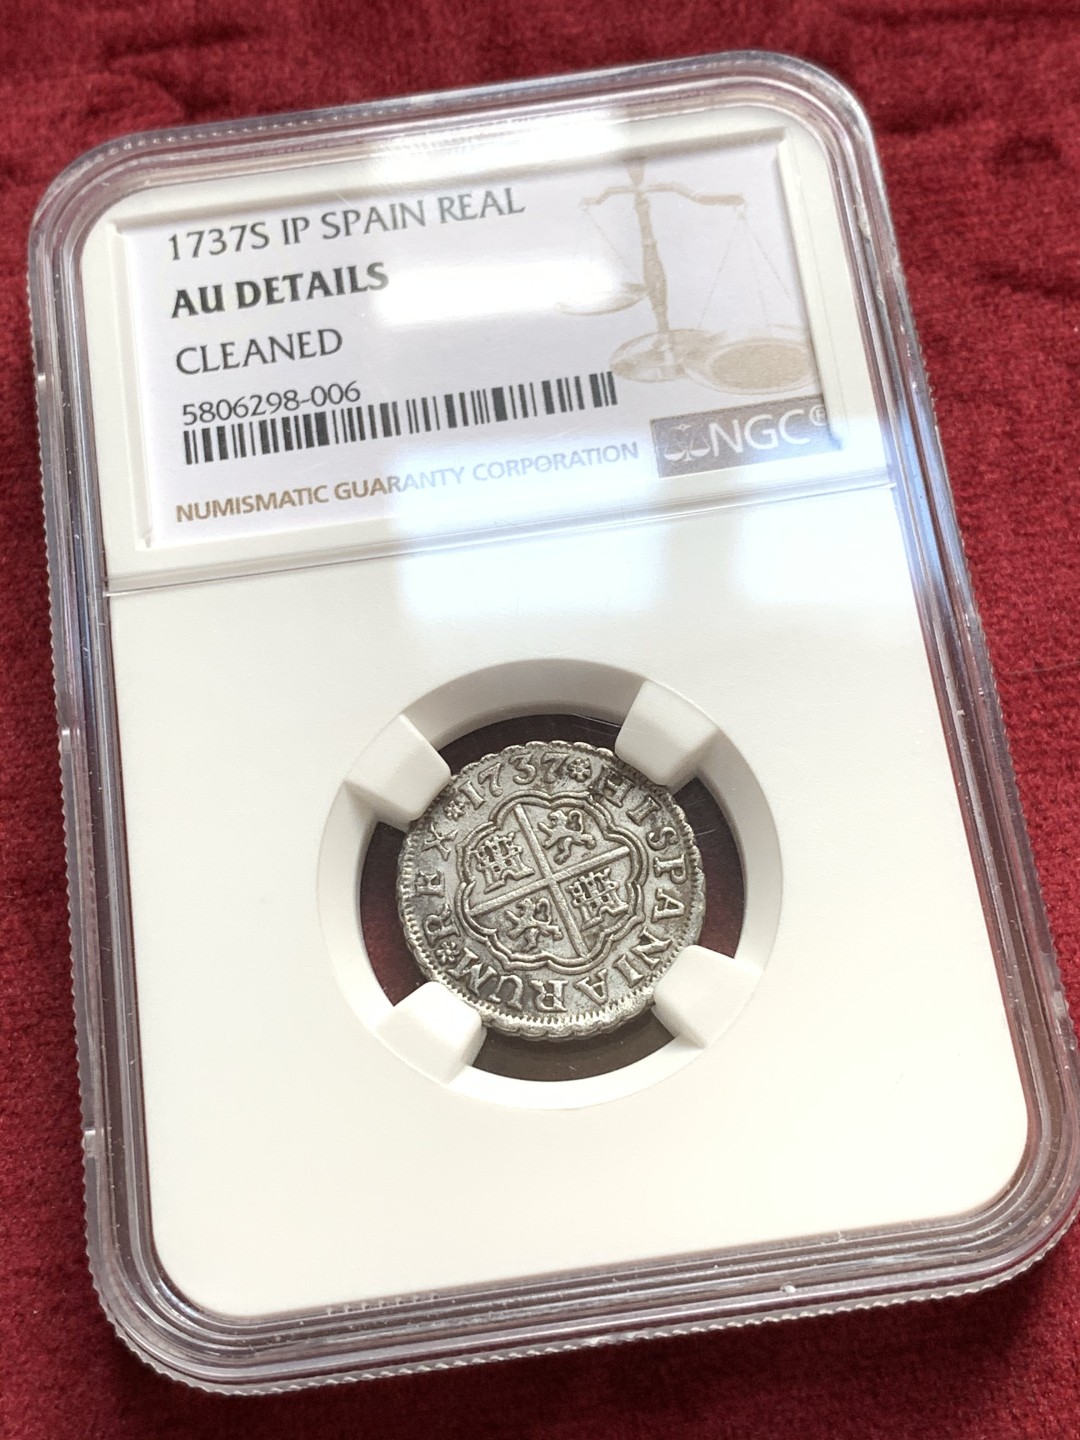 1737S IP SPAIN REAL
AU DETAILS
CLEANED
5806298-006
NGC®
NUMISMATIC GUARANTY CORPORATION
1737 HISPANIARUM REX